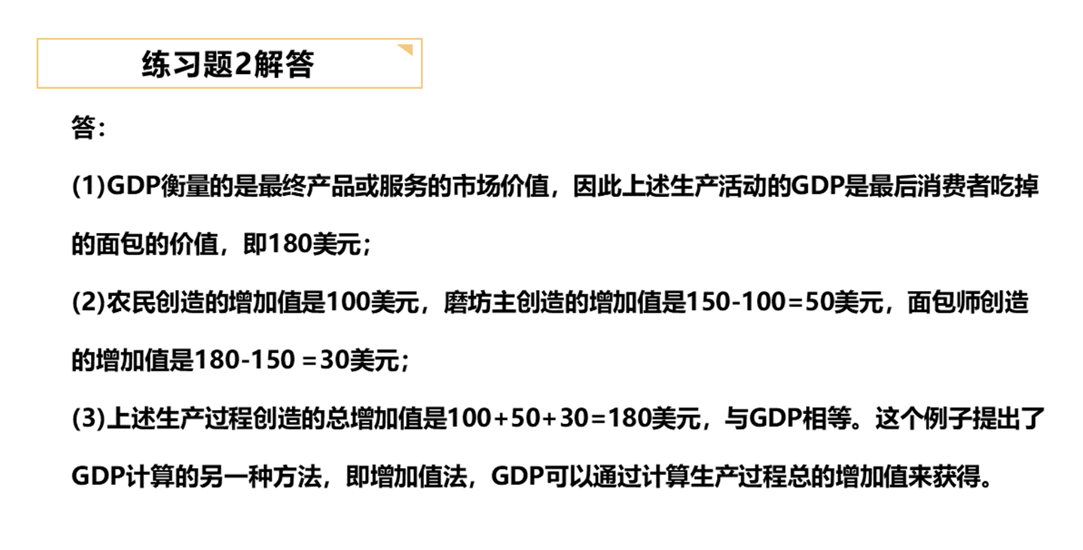 练习题2解答
答：
(1)GDP衡量的是最终产品或服务的市场价值，因此上述生产活动的GDP是最后消费者吃掉
的面包的价值，即180美元；
(2)农民创造的增加值是100美元，磨坊主创造的增加值是150-100=50美元，面包师创造
的增加值是180-150 =30美元；
(3)上述生产过程创造的总增加值是100+50+30=180美元，与GDP相等。这个例子提出了
GDP计算的另一种方法，即增加值法，GDP可以通过计算生产过程总的增加值来获得。